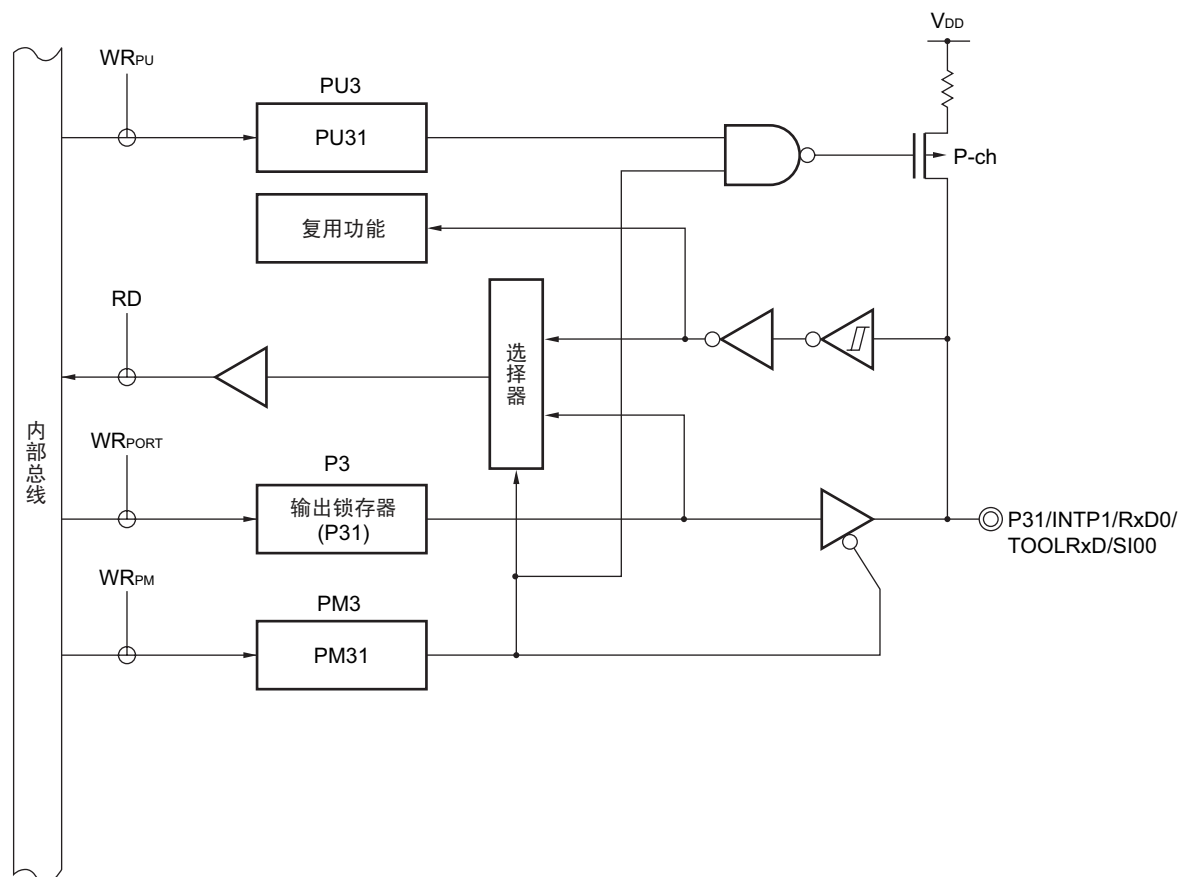 VDD
WRPU
PU3
PU31
P-ch
复用功能
RD
选择器
内部总线
WRPORT
P3
输出锁存器
(P31)
P31/INTP1/RxD0/
TOOLRxD/SI00
WRPM
PM3
PM31